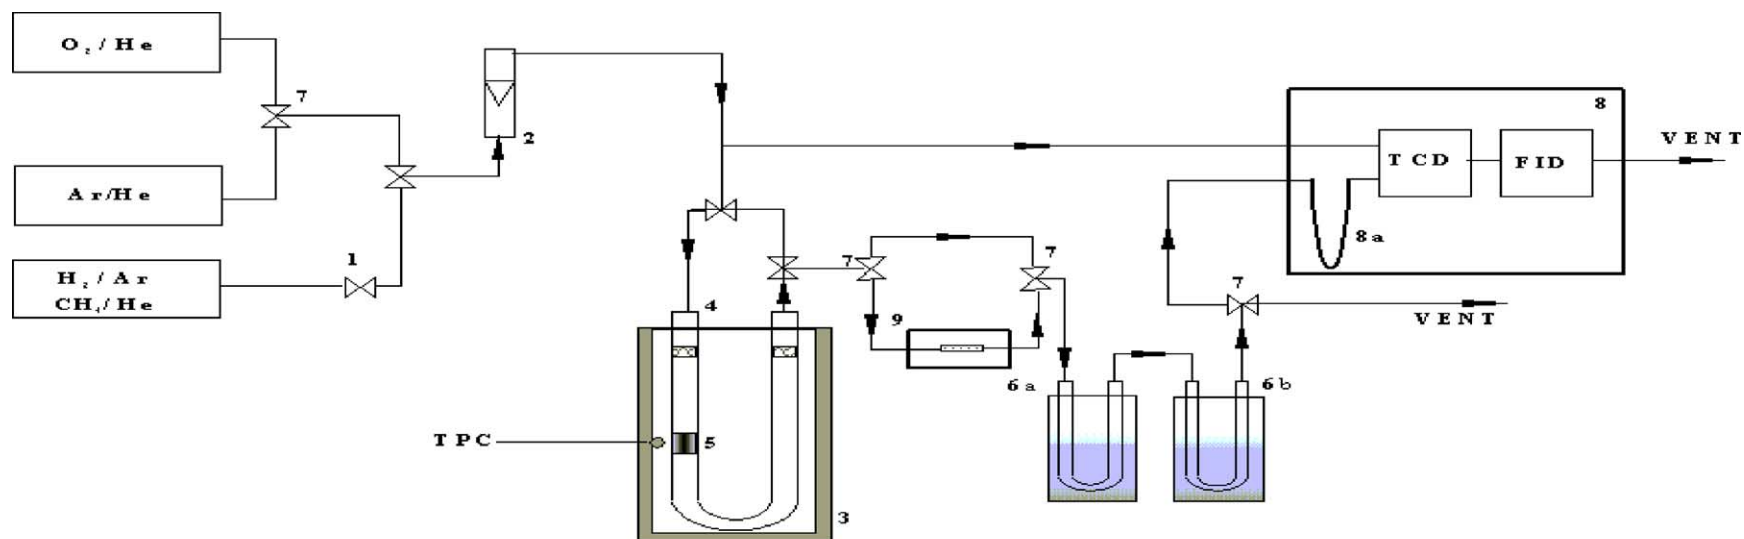 O₂/He
7
Ar/He
1
H₂/Ar
CH₄/He
2
8
TCD
FID
VENT
8a
7
7
7
VENT
4
9
6a
6b
TPC
5
3